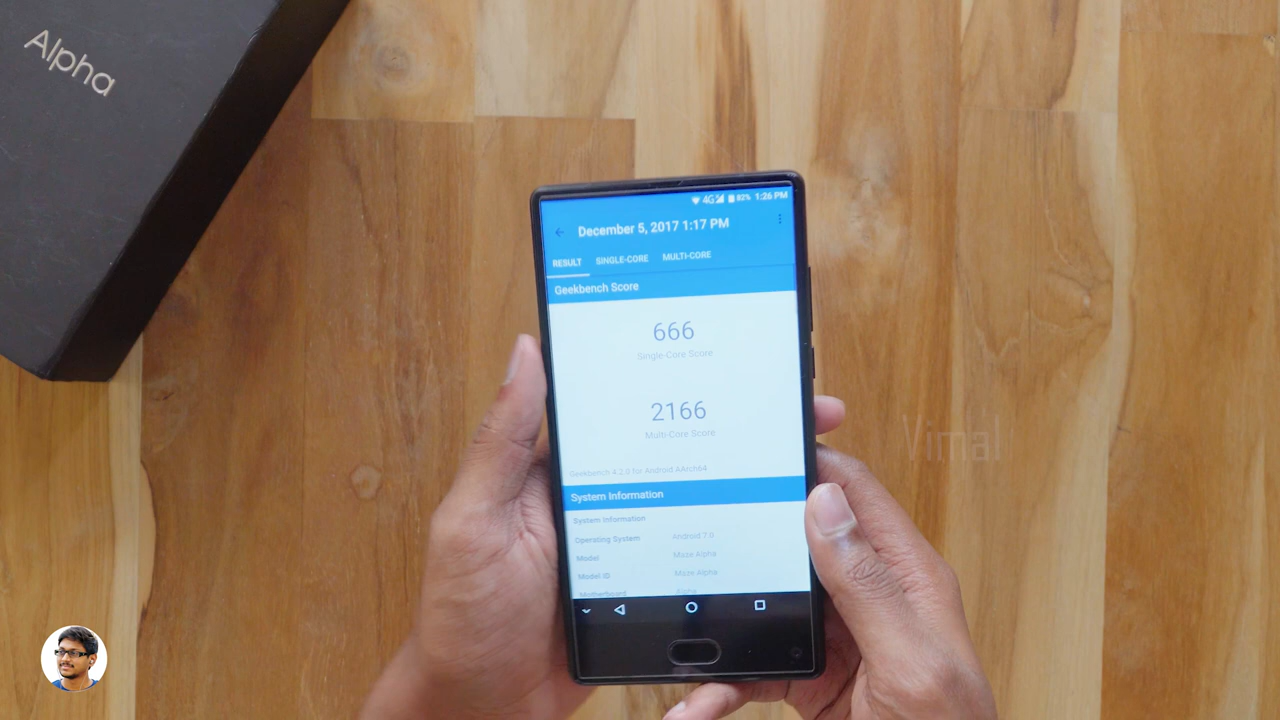 Alpha
4G 82% 1:26 PM
December 5, 2017 1:17 PM
RESULT SINGLE-CORE MULTI-CORE
Geekbench Score
666
Single-Core Score
2166
Multi-Core Score
Geekbench 4.2.0 for Android AArch64
System Information
System Information
Operating System Android 7.0
Model Maze Alpha
Model ID Maze Alpha
Motherboard Alpha
Vimal